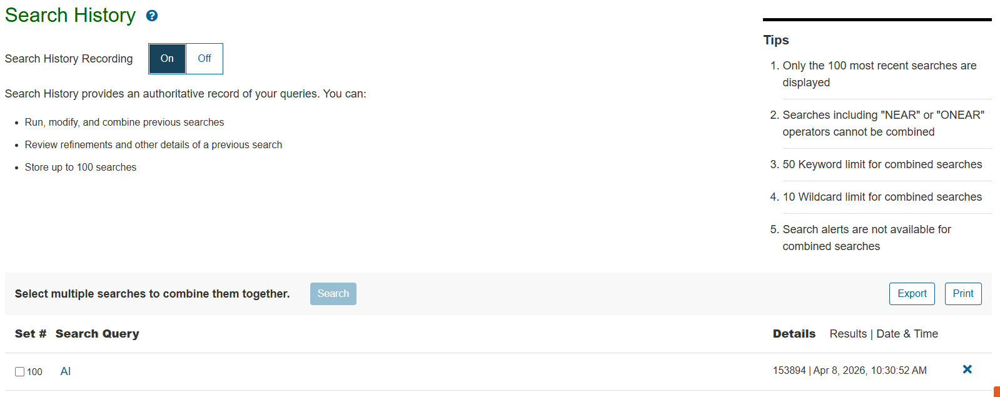 Search History ?
Search History Recording On Off
Search History provides an authoritative record of your queries. You can:
• Run, modify, and combine previous searches
• Review refinements and other details of a previous search
• Store up to 100 searches
Tips
1. Only the 100 most recent searches are
displayed
2. Searches including "NEAR" or "ONEAR"
operators cannot be combined
3. 50 Keyword limit for combined searches
4. 10 Wildcard limit for combined searches
5. Search alerts are not available for
combined searches
Select multiple searches to combine them together. Search Export Print
Set # Search Query Details Results | Date & Time
100 AI 153894 | Apr 8, 2026, 10:30:52 AM